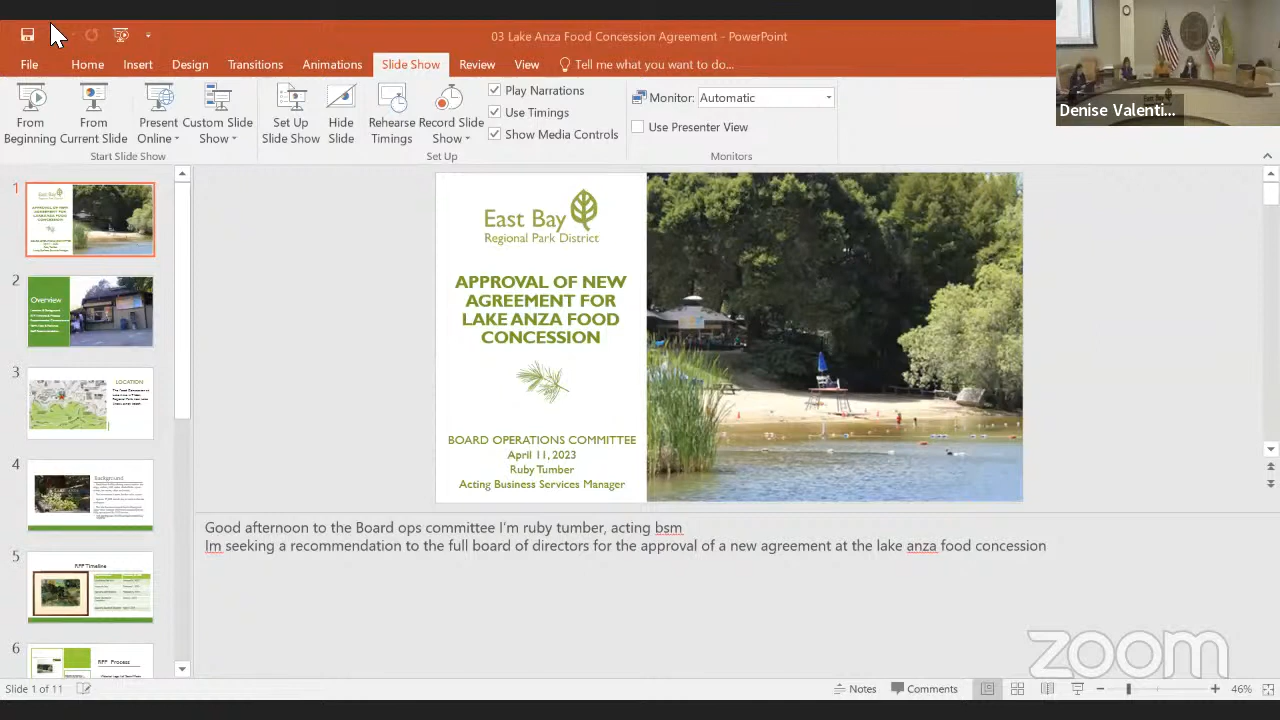 03 Lake Anza Food Concession Agreement - PowerPoint
File Home Insert Design Transitions Animations Slide Show Review View Tell me what you want to do...
From Beginning
From Current Slide
Present Online
Custom Slide Show
Set Up Slide Show
Hide Slide
Rehearse Timings
Record Slide Show
Play Narrations
Use Timings
Show Media Controls
Monitor: Automatic
Use Presenter View
Start Slide Show
Set Up
Monitors
Denise Valenti...
1
2
Overview
3
LOCATION
4
Background
5
RFP Timeline
6
RFP Process
East Bay
Regional Park District
APPROVAL OF NEW
AGREEMENT FOR
LAKE ANZA FOOD
CONCESSION
BOARD OPERATIONS COMMITTEE
April 11, 2023
Ruby Tumber
Acting Business Services Manager
Good afternoon to the Board ops committee I'm ruby tumber, acting bsm
Im seeking a recommendation to the full board of directors for the approval of a new agreement at the lake anza food concession
zoom
Slide 1 of 11
Notes
Comments
46%